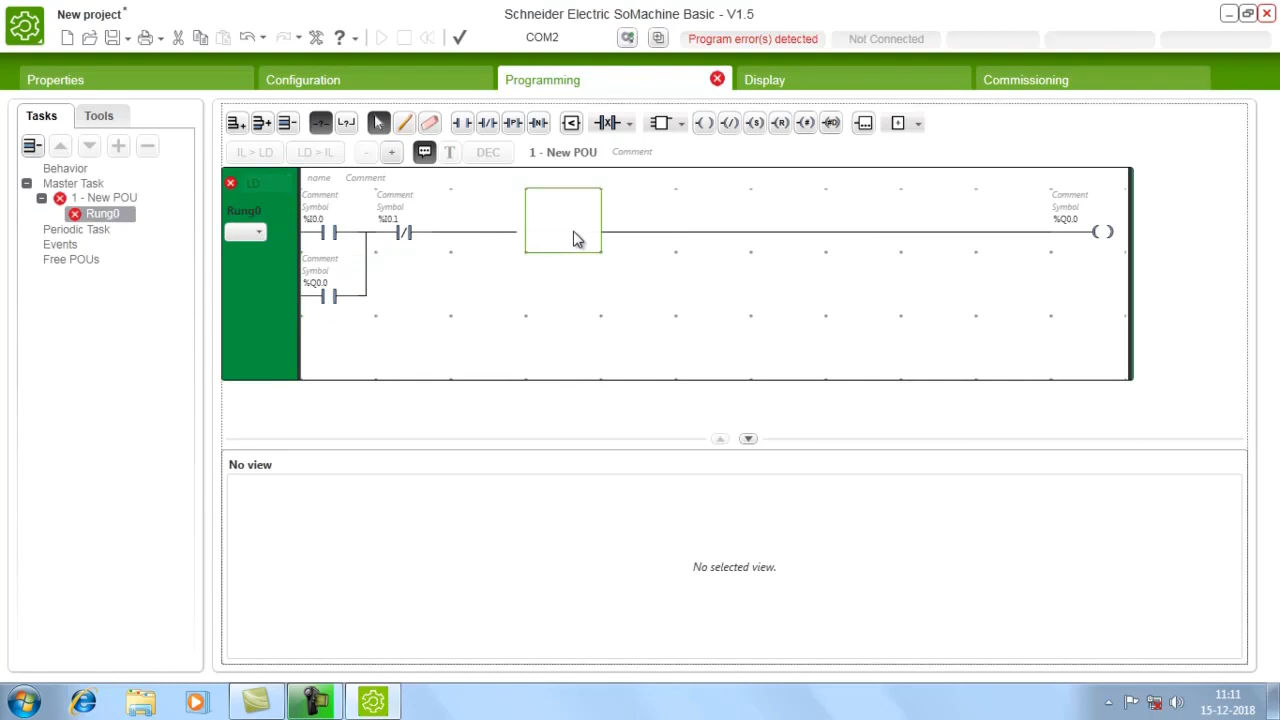 New project *
Schneider Electric SoMachine Basic - V1.5
COM2
Program error(s) detected
Not Connected
Properties
Configuration
Programming
Display
Commissioning
Tasks
Tools
Behavior
Master Task
1 - New POU
Rung0
Periodic Task
Events
Free POUs
IL > LD
LD > IL
-
+
T
DEC
1 - New POU
Comment
LD
name
Comment
Rung0
Comment
Symbol
%I0.0
Comment
Symbol
%I0.1
Comment
Symbol
%Q0.0
Comment
Symbol
%Q0.0
No view
No selected view.
11:11
15-12-2018